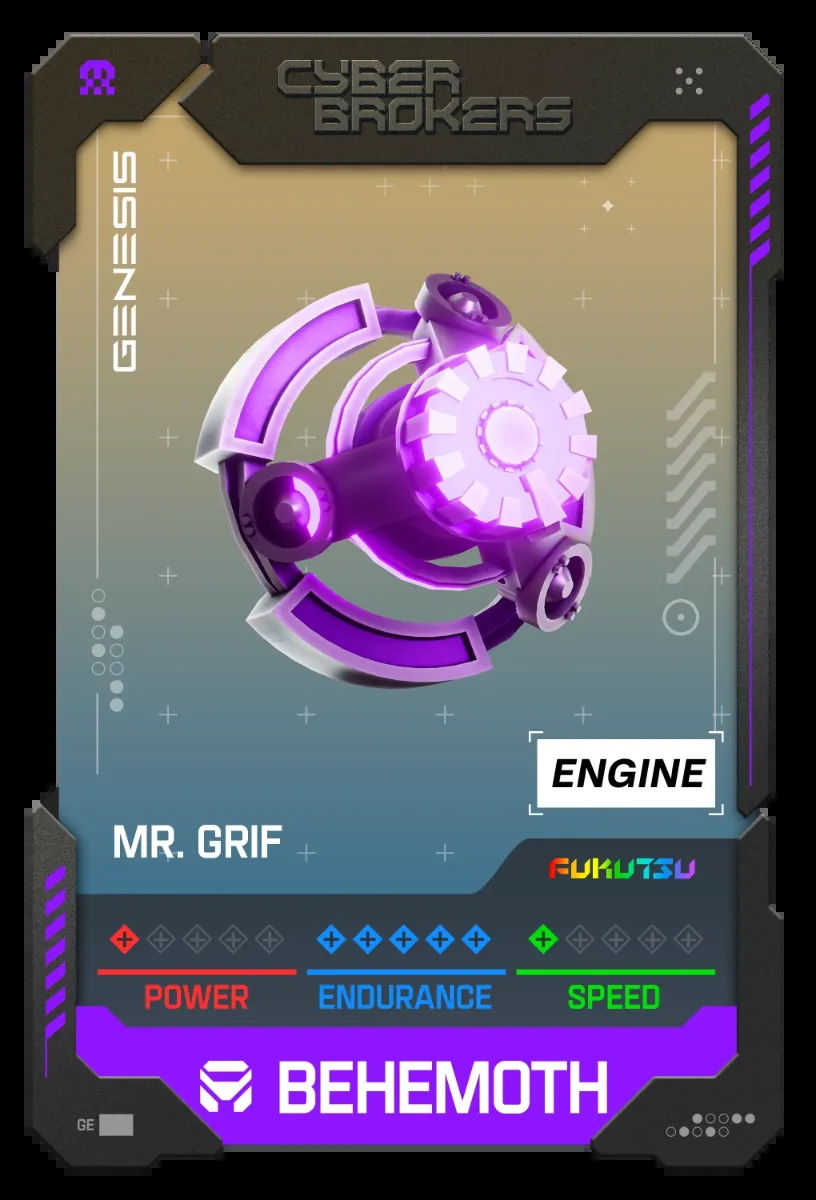 CYBER
BROKERS
GENESIS
ENGINE
MR. GRIF
FUKUTSU
POWER
ENDURANCE
SPEED
BEHEMOTH
GE